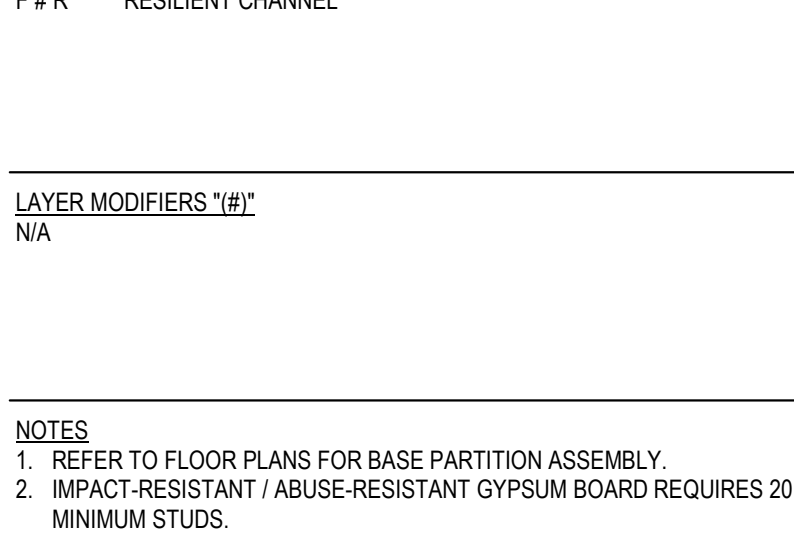 F # R RESILIENT CHANNEL
LAYER MODIFIERS "(#)"
N/A
NOTES
1. REFER TO FLOOR PLANS FOR BASE PARTITION ASSEMBLY.
2. IMPACT-RESISTANT / ABUSE-RESISTANT GYPSUM BOARD REQUIRES 20
MINIMUM STUDS.